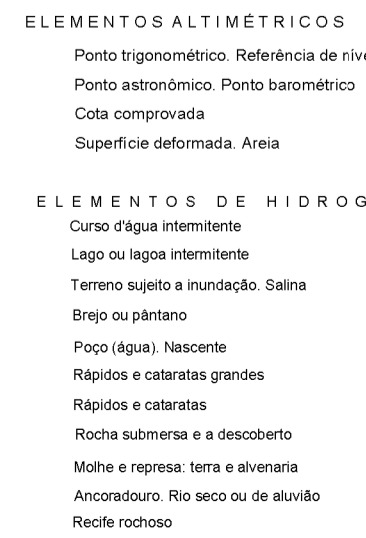 ELEMENTOS ALTIMÉTRICOS
Ponto trigonométrico. Referência de níve
Ponto astronômico. Ponto barométrico
Cota comprovada
Superfície deformada. Areia
ELEMENTOS DE HIDROG
Curso d'água intermitente
Lago ou lagoa intermitente
Terreno sujeito a inundação. Salina
Brejo ou pântano
Poço (água). Nascente
Rápidos e cataratas grandes
Rápidos e cataratas
Rocha submersa e a descoberto
Molhe e represa: terra e alvenaria
Ancoradouro. Rio seco ou de aluvião
Recife rochoso